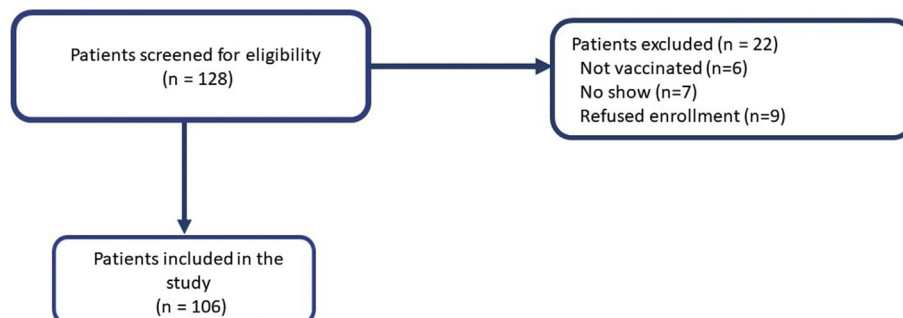 Patients screened for eligibility
(n = 128)
Patients excluded (n = 22)
Not vaccinated (n=6)
No show (n=7)
Refused enrollment (n=9)
Patients included in the
study
(n = 106)